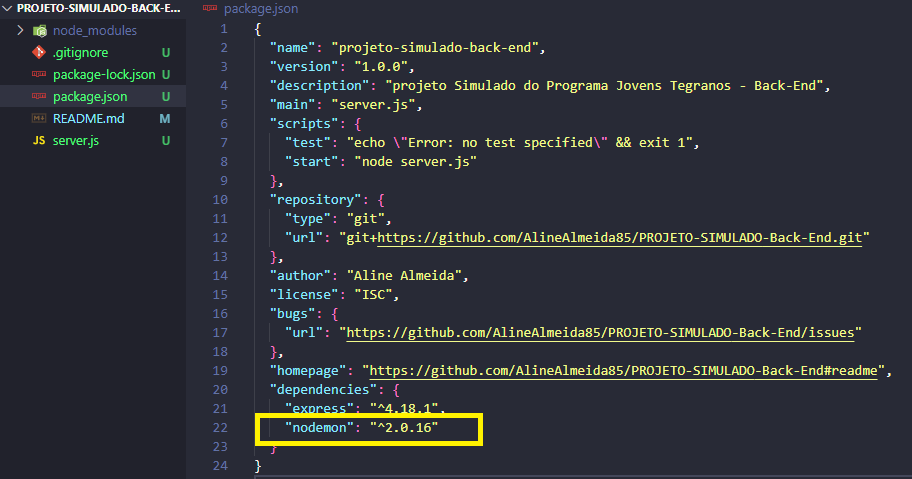 PROJETO-SIMULADO-BACK-E...
node_modules
.gitignore U
package-lock.json U
package.json U
README.md M
JS server.js U
package.json
1 {
2 "name": "projeto-simulado-back-end",
3 "version": "1.0.0",
4 "description": "projeto Simulado do Programa Jovens Tegranos - Back-End",
5 "main": "server.js",
6 "scripts": {
7 "test": "echo \"Error: no test specified\" && exit 1",
8 "start": "node server.js"
9 },
10 "repository": {
11 "type": "git",
12 "url": "git+https://github.com/AlineAlmeida85/PROJETO-SIMULADO-Back-End.git"
13 },
14 "author": "Aline Almeida",
15 "license": "ISC",
16 "bugs": {
17 "url": "https://github.com/AlineAlmeida85/PROJETO-SIMULADO-Back-End/issues"
18 },
19 "homepage": "https://github.com/AlineAlmeida85/PROJETO-SIMULADO-Back-End#readme",
20 "dependencies": {
21 "express": "^4.18.1",
22 "nodemon": "^2.0.16"
23 }
24 }